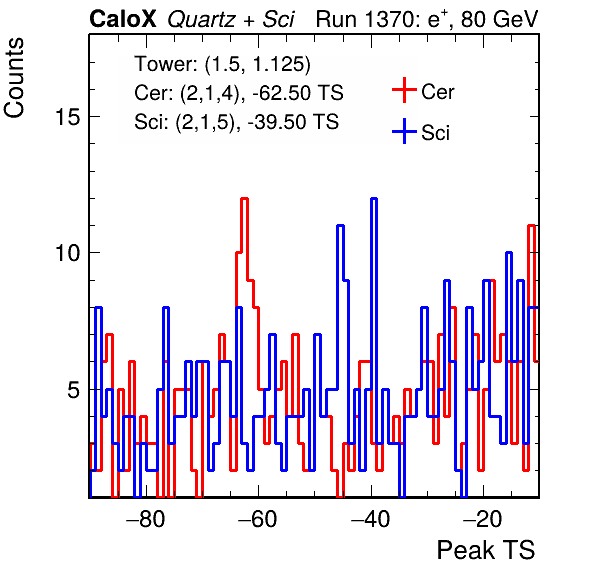 CaloX Quartz + Sci Run 1370: e+, 80 GeV
Tower: (1.5, 1.125)
Cer: (2,1,4), -62.50 TS
Sci: (2,1,5), -39.50 TS
Cer
Sci
Counts
15
10
5
−80 −60 −40 −20
Peak TS